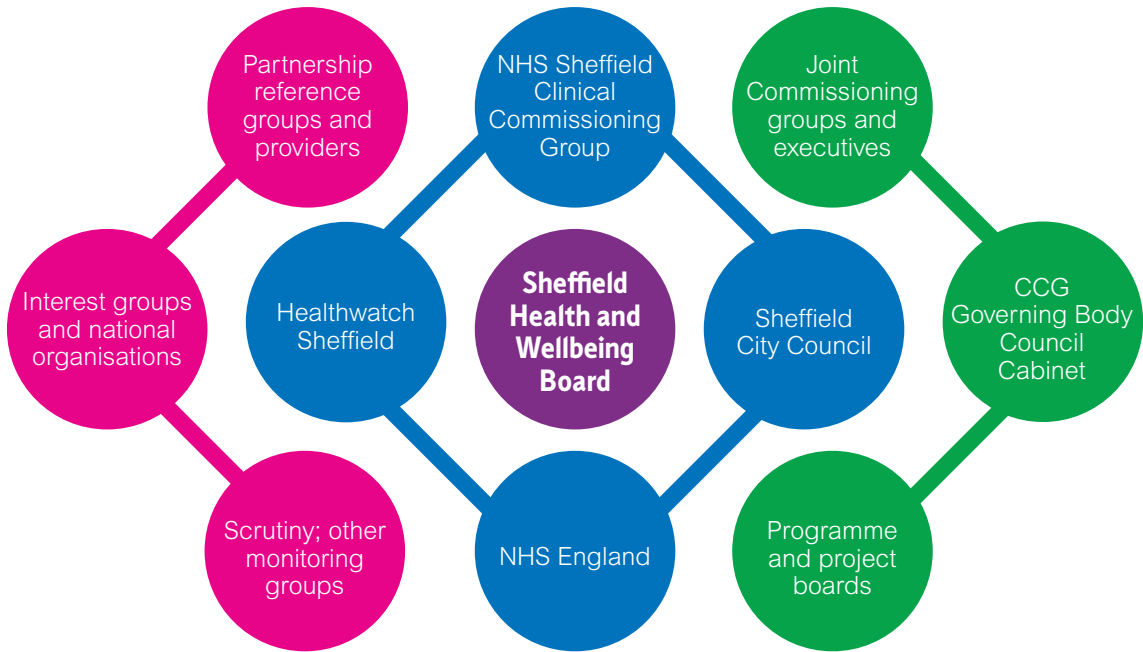 Partnership
reference
groups and
providers
NHS Sheffield
Clinical
Commissioning
Group
Joint
Commissioning
groups and
executives
Interest groups
and national
organisations
Healthwatch
Sheffield
Sheffield
Health and
Wellbeing
Board
Sheffield
City Council
CCG
Governing Body
Council
Cabinet
Scrutiny; other
monitoring
groups
NHS England
Programme
and project
boards